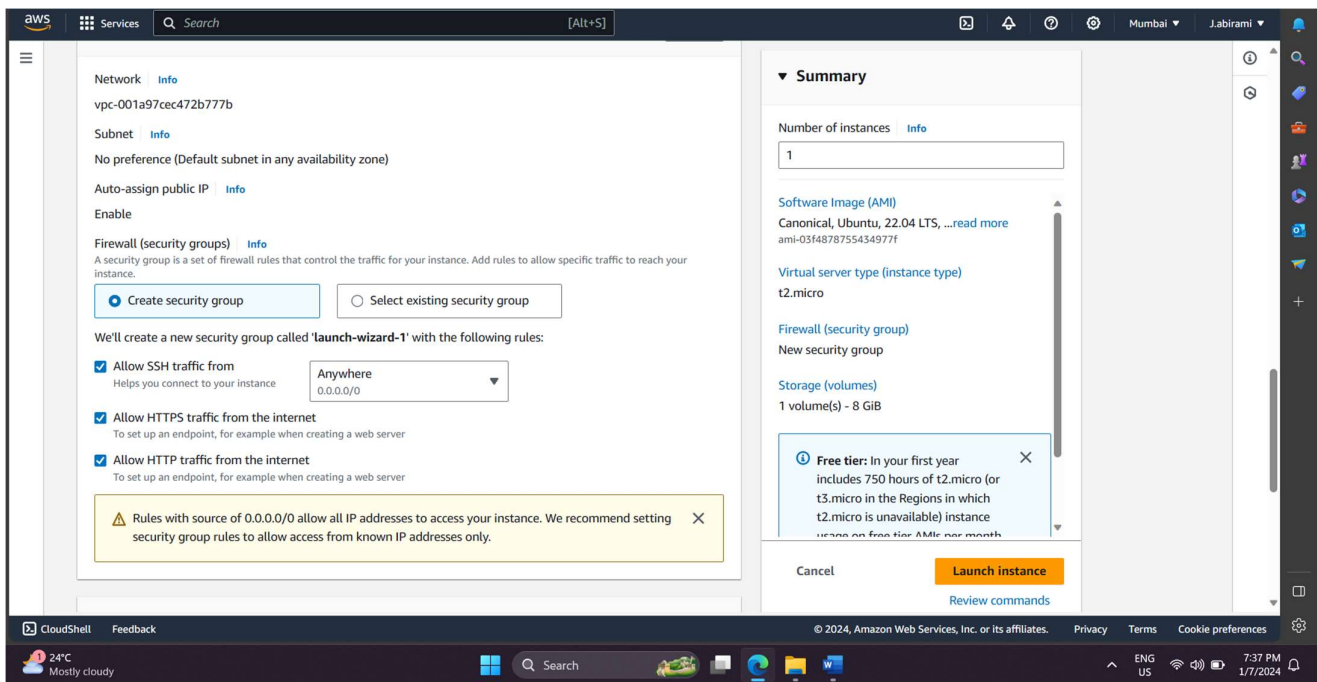 aws
Services
Search [Alt+S]
Mumbai ▼
J.abirami ▼
Network Info
vpc-001a97cec472b777b
Subnet Info
No preference (Default subnet in any availability zone)
Auto-assign public IP Info
Enable
Firewall (security groups) Info
A security group is a set of firewall rules that control the traffic for your instance. Add rules to allow specific traffic to reach your
instance.
Create security group
Select existing security group
We'll create a new security group called 'launch-wizard-1' with the following rules:
Allow SSH traffic from
Helps you connect to your instance
Anywhere
0.0.0.0/0
Allow HTTPS traffic from the internet
To set up an endpoint, for example when creating a web server
Allow HTTP traffic from the internet
To set up an endpoint, for example when creating a web server
Rules with source of 0.0.0.0/0 allow all IP addresses to access your instance. We recommend setting
security group rules to allow access from known IP addresses only.
▼ Summary
Number of instances Info
1
Software Image (AMI)
Canonical, Ubuntu, 22.04 LTS, ...read more
ami-03f4878755434977f
Virtual server type (instance type)
t2.micro
Firewall (security group)
New security group
Storage (volumes)
1 volume(s) - 8 GiB
Free tier: In your first year
includes 750 hours of t2.micro (or
t3.micro in the Regions in which
t2.micro is unavailable) instance
usage on free tier AMIs per month
Cancel
Launch instance
Review commands
CloudShell
Feedback
© 2024, Amazon Web Services, Inc. or its affiliates.
Privacy
Terms
Cookie preferences
1
24°C
Mostly cloudy
Search
ENG
US
7:37 PM
1/7/2024